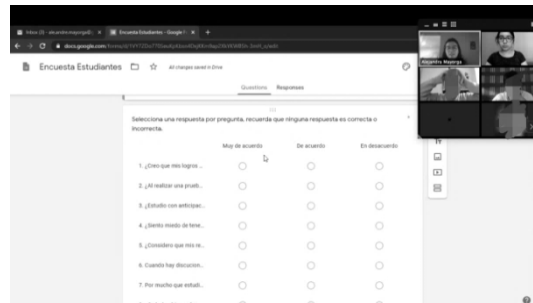 Encuesta Estudiantes
All changes saved in Drive
Questions Responses
Selecciona una respuesta por pregunta, recuerda que ninguna respuesta es correcta o
incorrecta.
Muy de acuerdo De acuerdo En desacuerdo
1. ¿Creo que mis logros ...
2. ¿Al realizar una prueb...
3. ¿Estudio con anticipac...
4. ¿Siento miedo de tene...
5. ¿Considero que mis re...
6. Cuando hay discucion...
7. Por mucho que estudi...
Alejandra Mayorga